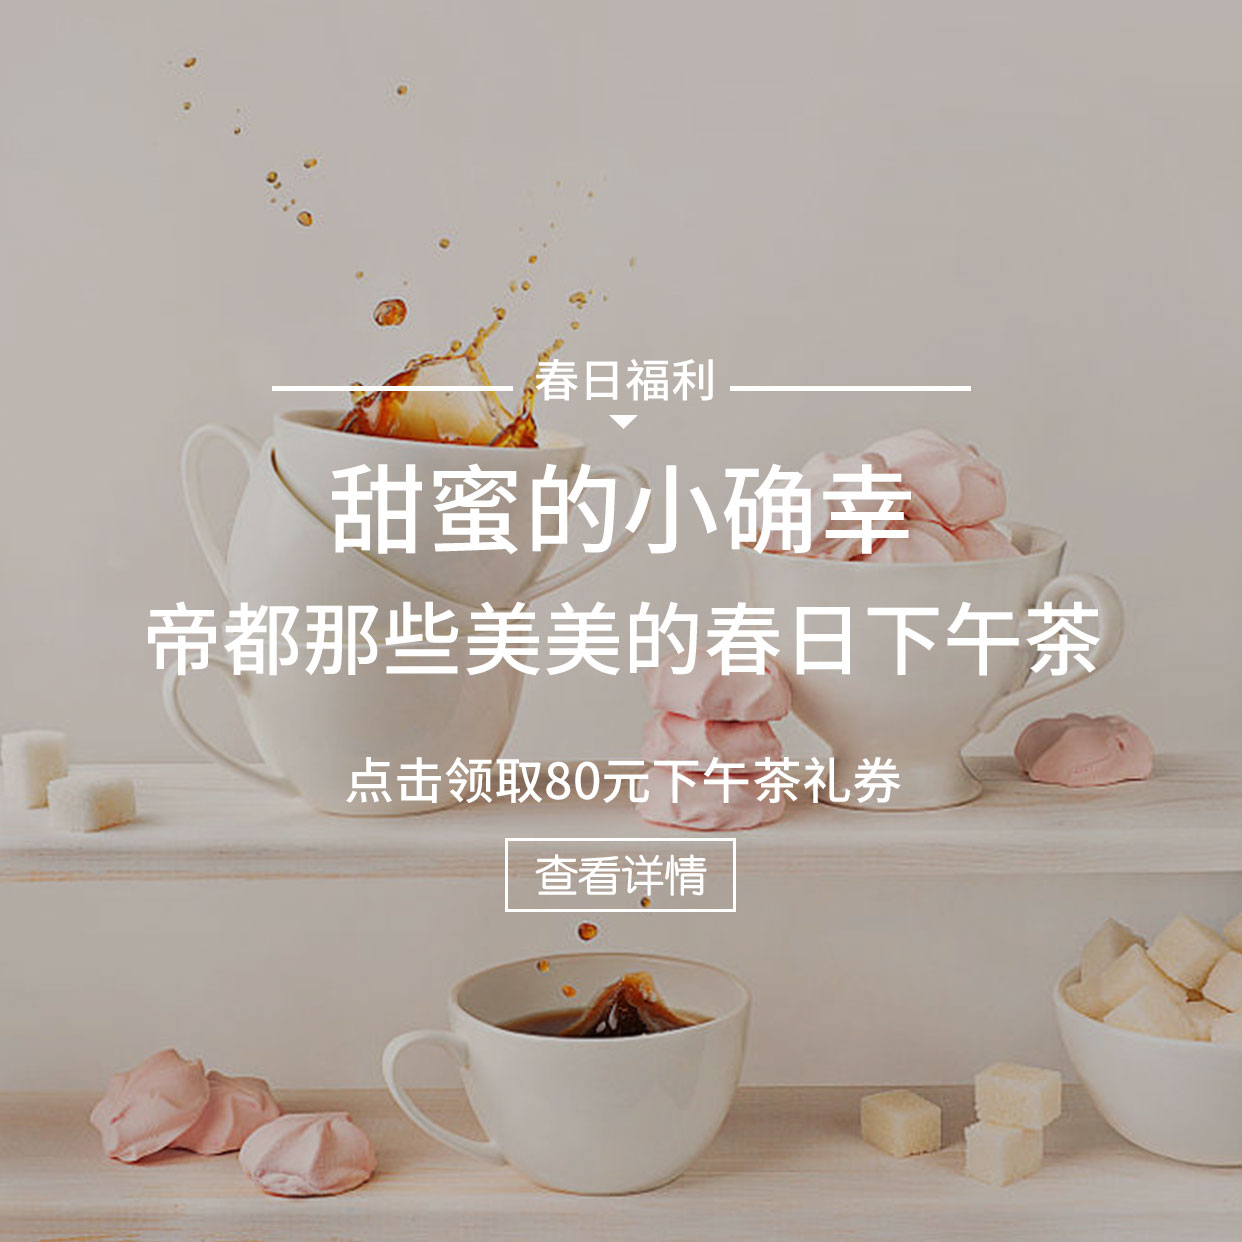 春日福利
甜蜜的小确幸
帝都那些美美的春日下午茶
点击领取80元下午茶礼券
查看详情